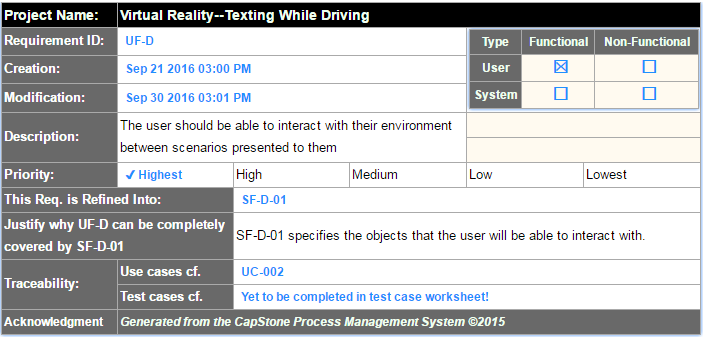 Project Name: Virtual Reality--Texting While Driving
Requirement ID: UF-D
Type Functional Non-Functional
Creation: Sep 21 2016 03:00 PM
User ☒ ☐
Modification: Sep 30 2016 03:01 PM
System ☐ ☐
Description: The user should be able to interact with their environment
between scenarios presented to them
Priority: ✓ Highest High Medium Low Lowest
This Req. is Refined Into: SF-D-01
Justify why UF-D can be completely
covered by SF-D-01
SF-D-01 specifies the objects that the user will be able to interact with.
Traceability:
Use cases cf. UC-002
Test cases cf. Yet to be completed in test case worksheet!
Acknowledgment Generated from the CapStone Process Management System ©2015